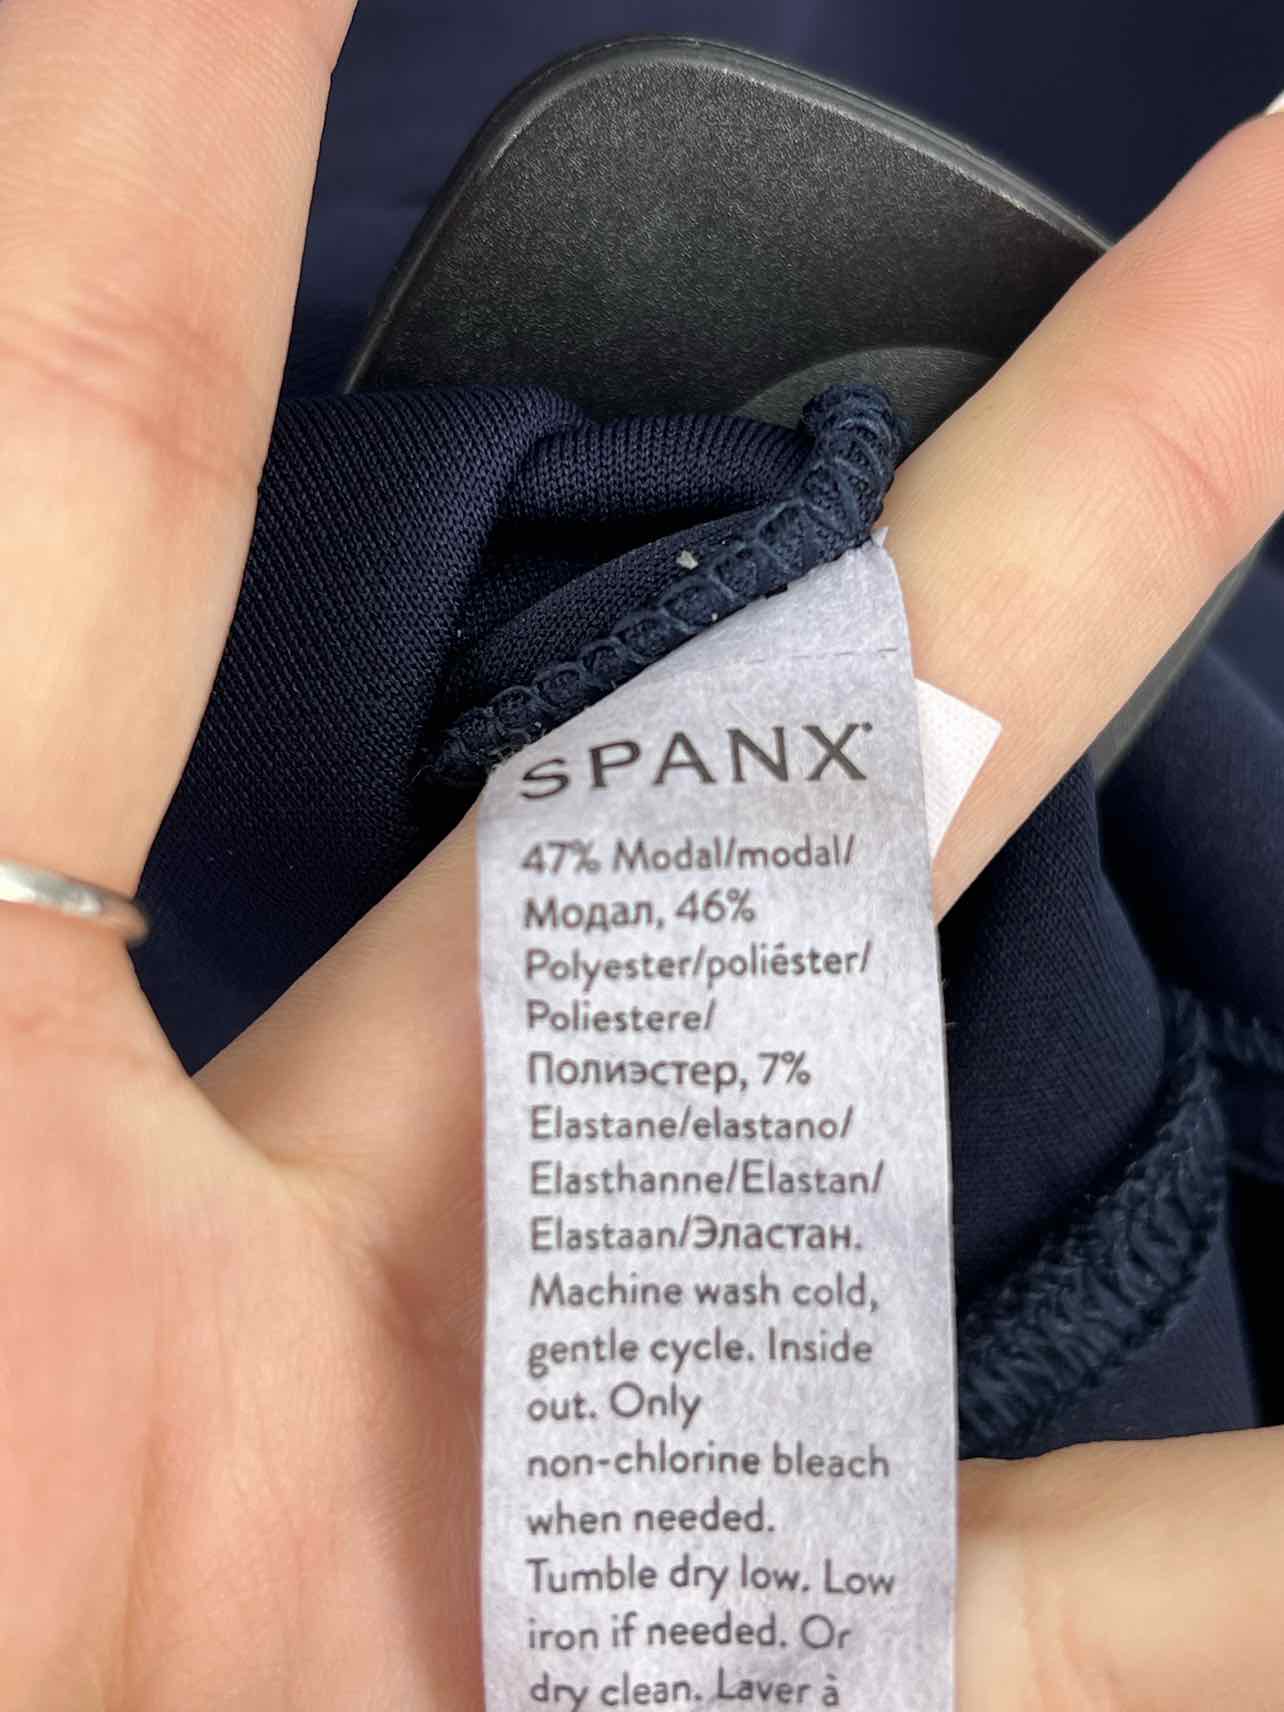 SPANX
47% Modal/modal/
Модал, 46%
Polyester/poliéster/
Poliestere/
Полиэстер, 7%
Elastane/elastano/
Elasthanne/Elastan/
Elastaan/Эластан.
Machine wash cold,
gentle cycle. Inside
out. Only
non-chlorine bleach
when needed.
Tumble dry low. Low
iron if needed. Or
dry clean. Laver à